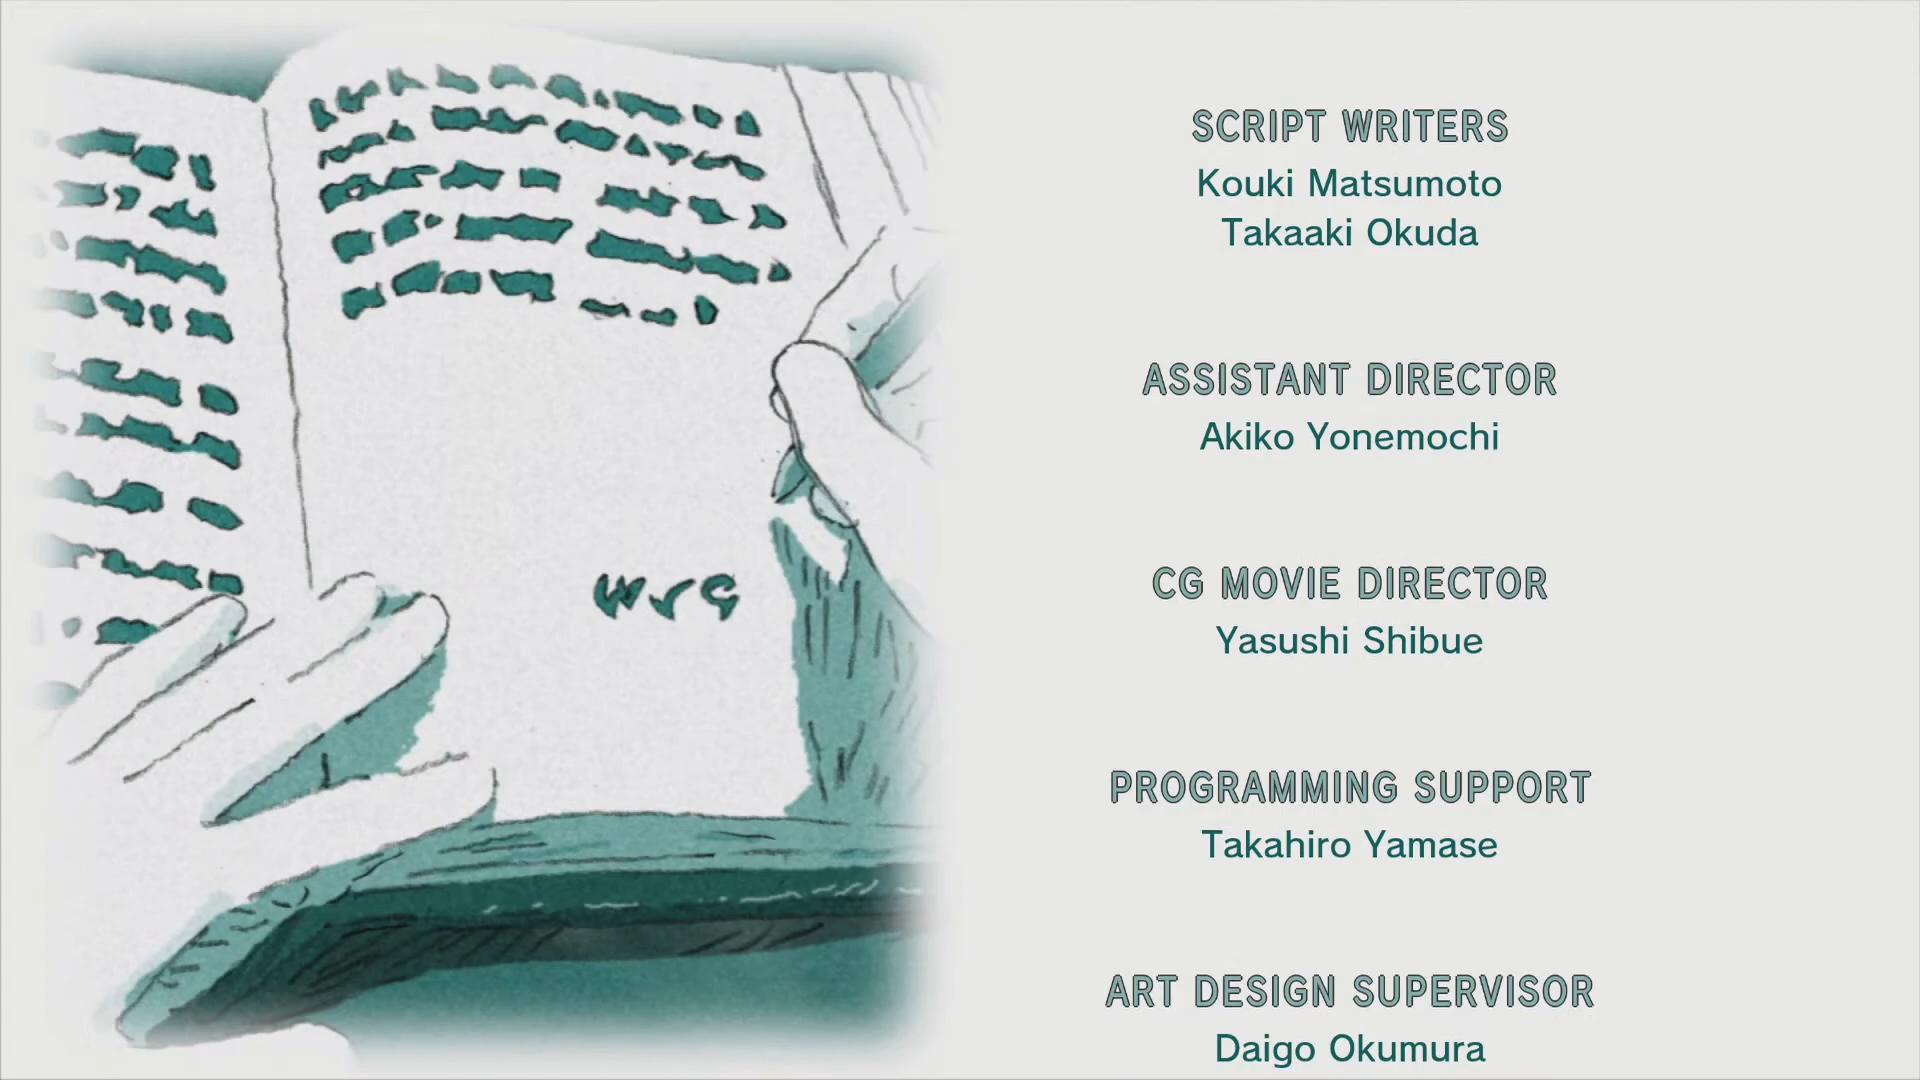 SCRIPT WRITERS
Kouki Matsumoto
Takaaki Okuda
ASSISTANT DIRECTOR
Akiko Yonemochi
CG MOVIE DIRECTOR
Yasushi Shibue
PROGRAMMING SUPPORT
Takahiro Yamase
ART DESIGN SUPERVISOR
Daigo Okumura